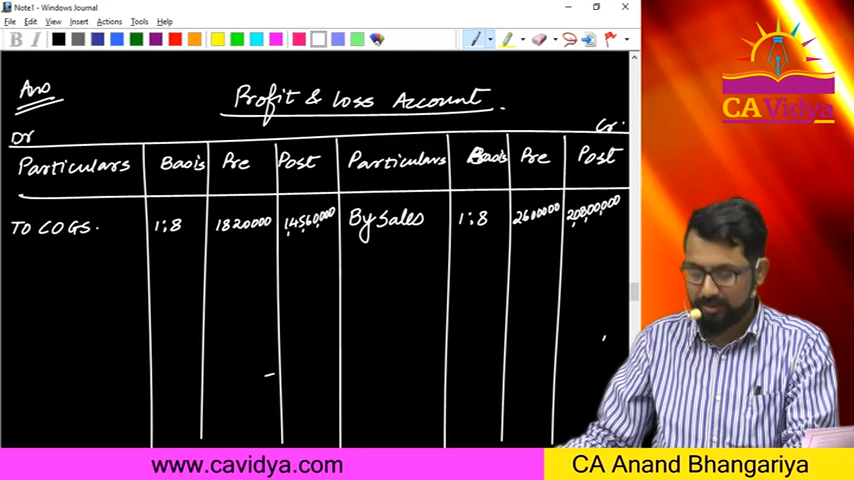 Note1 - Windows Journal
File Edit View Insert Actions Tools Help
B I
CA Vidya
Ans
Profit & Loss Account.
Dr Cr.
Particulars Basis Pre Post Particulars Basis Pre Post
To COGS. 1:8 1820000 14,560,000 By Sales 1:8 2600000 20,800,000
www.cavidya.com
CA Anand Bhangariya